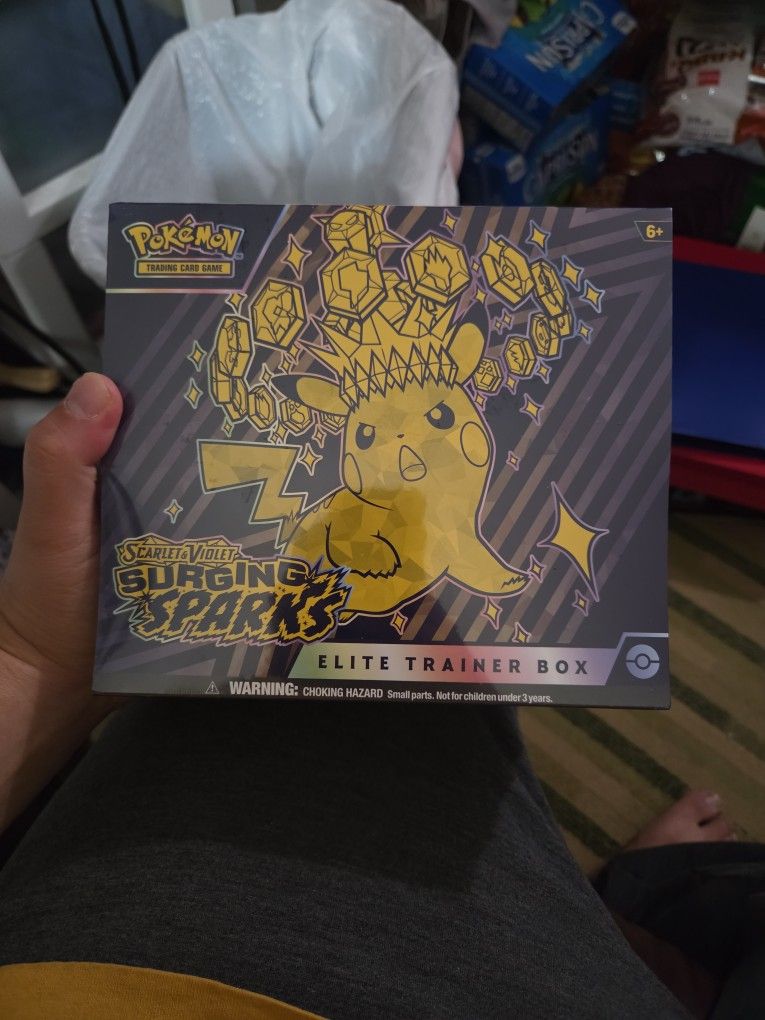 POKéMON
TRADING CARD GAME
6+
SCARLET & VIOLET
SURGING
SPARKS
ELITE TRAINER BOX
WARNING: CHOKING HAZARD Small parts. Not for children under 3 years.